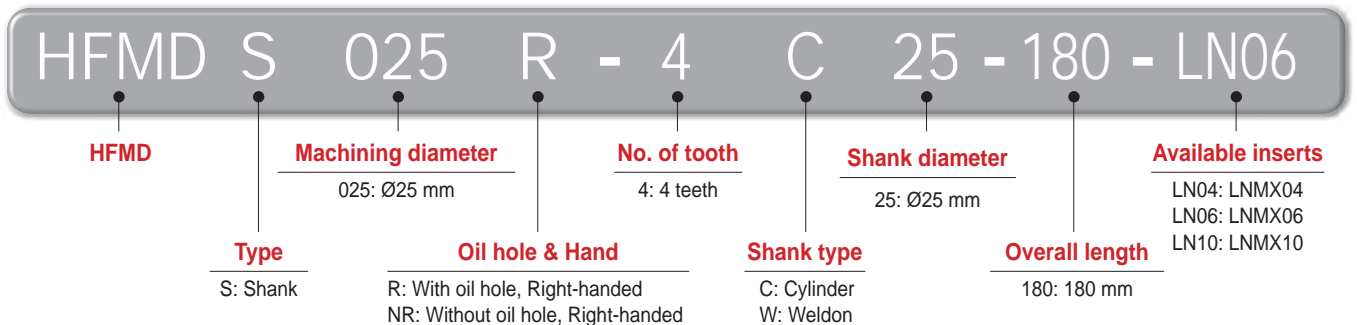 HFMD S 025 R - 4 C 25 - 180 - LN06
HFMD
Machining diameter
025: Ø25 mm
No. of tooth
4: 4 teeth
Shank diameter
25: Ø25 mm
Available inserts
LN04: LNMX04
LN06: LNMX06
LN10: LNMX10
Type
S: Shank
Oil hole & Hand
R: With oil hole, Right-handed
NR: Without oil hole, Right-handed
Shank type
C: Cylinder
W: Weldon
Overall length
180: 180 mm